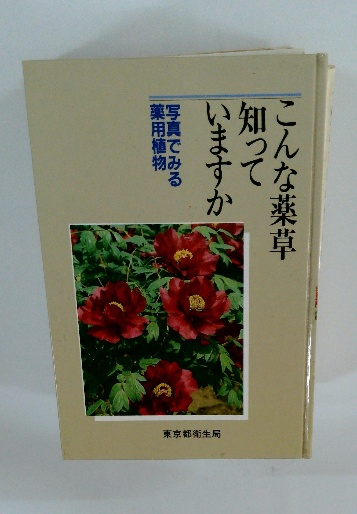 こんな薬草
知って
いますか
写真でみる
薬用植物
東京都衛生局